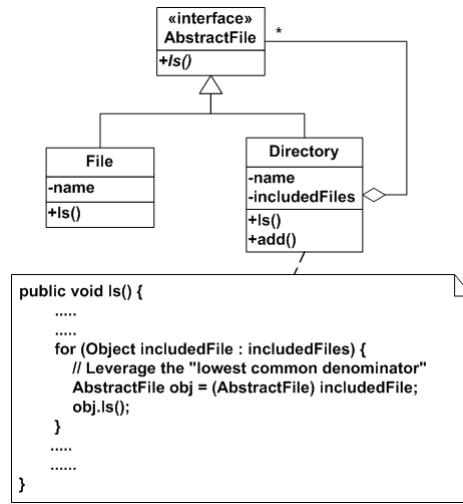 «interface»
AbstractFile
*
+ls()
File
-name
+ls()
Directory
-name
-includedFiles
+ls()
+add()
public void ls() {
.....
.....
for (Object includedFile : includedFiles) {
// Leverage the "lowest common denominator"
AbstractFile obj = (AbstractFile) includedFile;
obj.ls();
}
.....
......
}